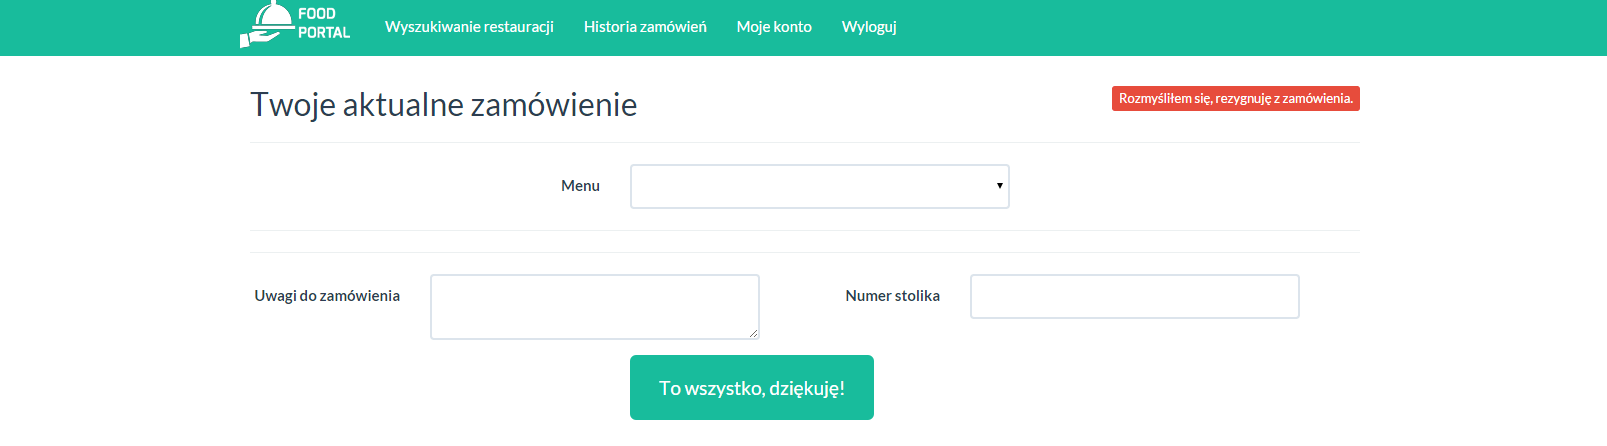 FOOD
PORTAL
Wyszukiwanie restauracji Historia zamówień Moje konto Wyloguj
Twoje aktualne zamówienie
Rozmyśliłem się, rezygnuję z zamówienia.
Menu
Uwagi do zamówienia
Numer stolika
To wszystko, dziękuję!